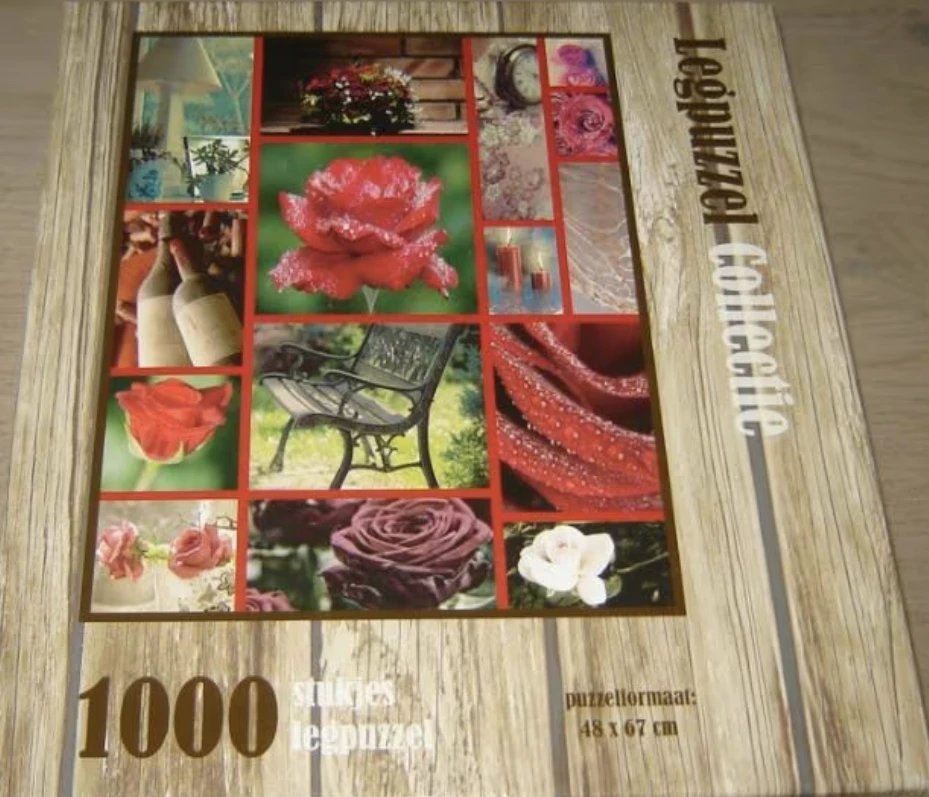 Legpuzzel collectie
1000
stukjes
legpuzzel
puzzelformaat:
48 x 67 cm